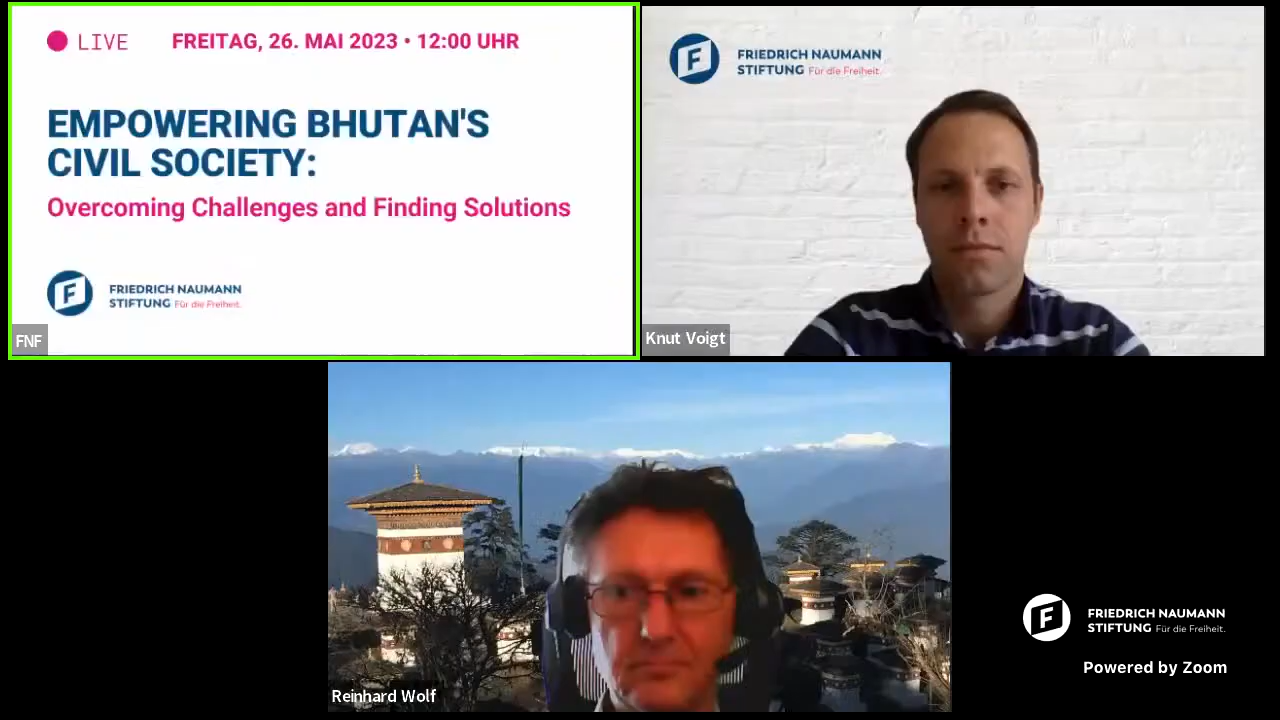 LIVE FREITAG, 26. MAI 2023 • 12:00 UHR
EMPOWERING BHUTAN'S
CIVIL SOCIETY:
Overcoming Challenges and Finding Solutions
FRIEDRICH NAUMANN
STIFTUNG Für die Freiheit.
FNF
FRIEDRICH NAUMANN
STIFTUNG Für die Freiheit.
Knut Voigt
Reinhard Wolf
FRIEDRICH NAUMANN
STIFTUNG Für die Freiheit.
Powered by Zoom